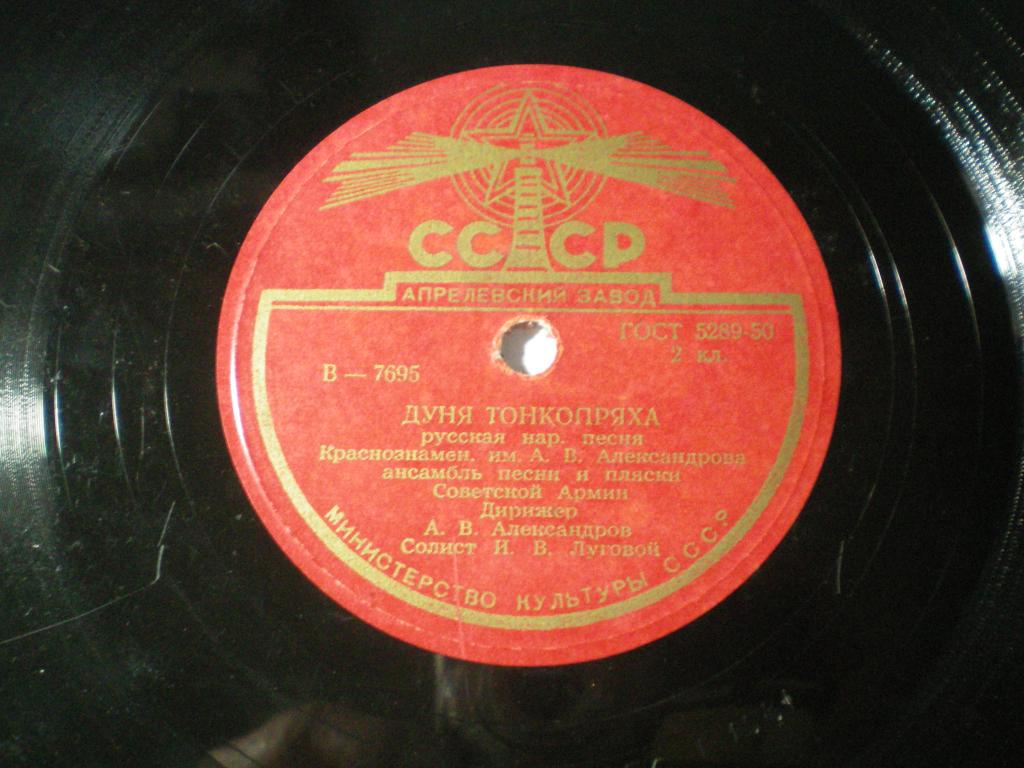 СССР
АПРЕЛЕВСКИЙ ЗАВОД
ГОСТ 5289-50
2 кл.
В — 7695
ДУНЯ ТОНКОПРЯХА
русская нар. песня
Краснознамен. им. А. В. Александрова
ансамбль песни и пляски
Советской Армии
Дирижер
А. В. Александров
Солист И. В. Луговой
МИНИСТЕРСТВО КУЛЬТУРЫ СССР